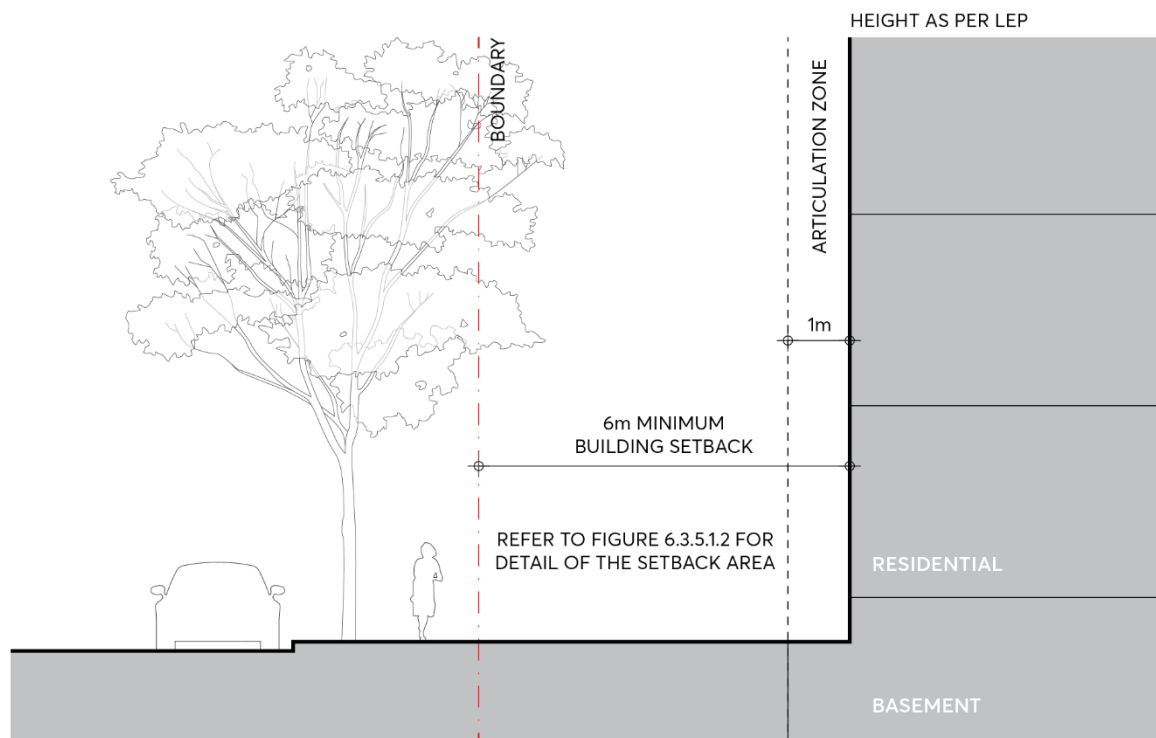 HEIGHT AS PER LEP
BOUNDARY
ARTICULATION ZONE
1m
6m MINIMUM
BUILDING SETBACK
REFER TO FIGURE 6.3.5.1.2 FOR
DETAIL OF THE SETBACK AREA
RESIDENTIAL
BASEMENT